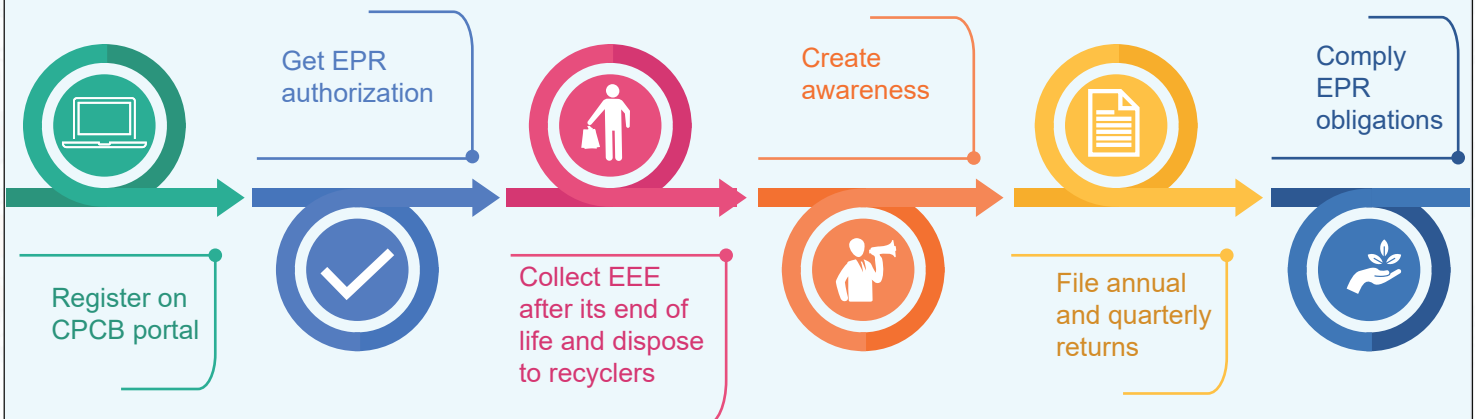 Register on
CPCB portal
Get EPR
authorization
Collect EEE
after its end of
life and dispose
to recyclers
Create
awareness
File annual
and quarterly
returns
Comply
EPR
obligations